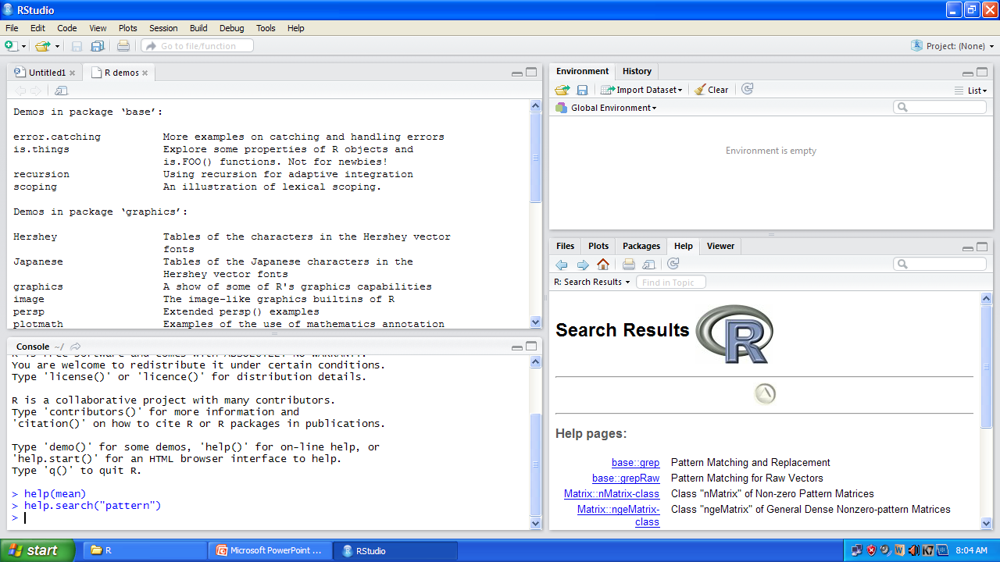 RStudio
File Edit Code View Plots Session Build Debug Tools Help
Go to file/function Project: (None)
Untitled1 R demos
Demos in package ‘base’:
error.catching More examples on catching and handling errors
is.things Explore some properties of R objects and
is.FOO() functions. Not for newbies!
recursion Using recursion for adaptive integration
scoping An illustration of lexical scoping.
Demos in package ‘graphics’:
Hershey Tables of the characters in the Hershey vector
fonts
Japanese Tables of the Japanese characters in the
Hershey vector fonts
graphics A show of some of R's graphics capabilities
image The image-like graphics builtins of R
persp Extended persp() examples
plotmath Examples of the use of mathematics annotation
Console ~/
R is free software and comes with ABSOLUTELY NO WARRANTY.
You are welcome to redistribute it under certain conditions.
Type 'license()' or 'licence()' for distribution details.
R is a collaborative project with many contributors.
Type 'contributors()' for more information and
'citation()' on how to cite R or R packages in publications.
Type 'demo()' for some demos, 'help()' for on-line help, or
'help.start()' for an HTML browser interface to help.
Type 'q()' to quit R.
> help(mean)
> help.search("pattern")
>
Environment History
Import Dataset Clear List
Global Environment
Environment is empty
Files Plots Packages Help Viewer
R: Search Results Find in Topic
Search Results R
Help pages:
base::grep Pattern Matching and Replacement
base::grepRaw Pattern Matching for Raw Vectors
Matrix::nMatrix-class Class "nMatrix" of Non-zero Pattern Matrices
Matrix::ngeMatrix- Class "ngeMatrix" of General Dense Nonzero-pattern Matrices
class
start R Microsoft PowerPoint ... RStudio 8:04 AM